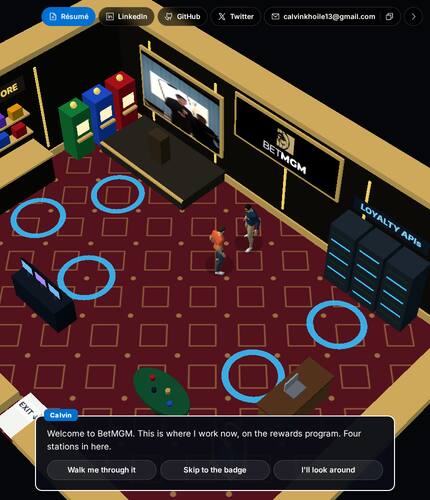 Résumé
LinkedIn
GitHub
Twitter
calvinkhoile13@gmail.com
ORE
BETMGM
LOYALTY APIs
EXIT
Calvin
Welcome to BetMGM. This is where I work now, on the rewards program. Four
stations in here.
Walk me through it
Skip to the badge
I'll look around